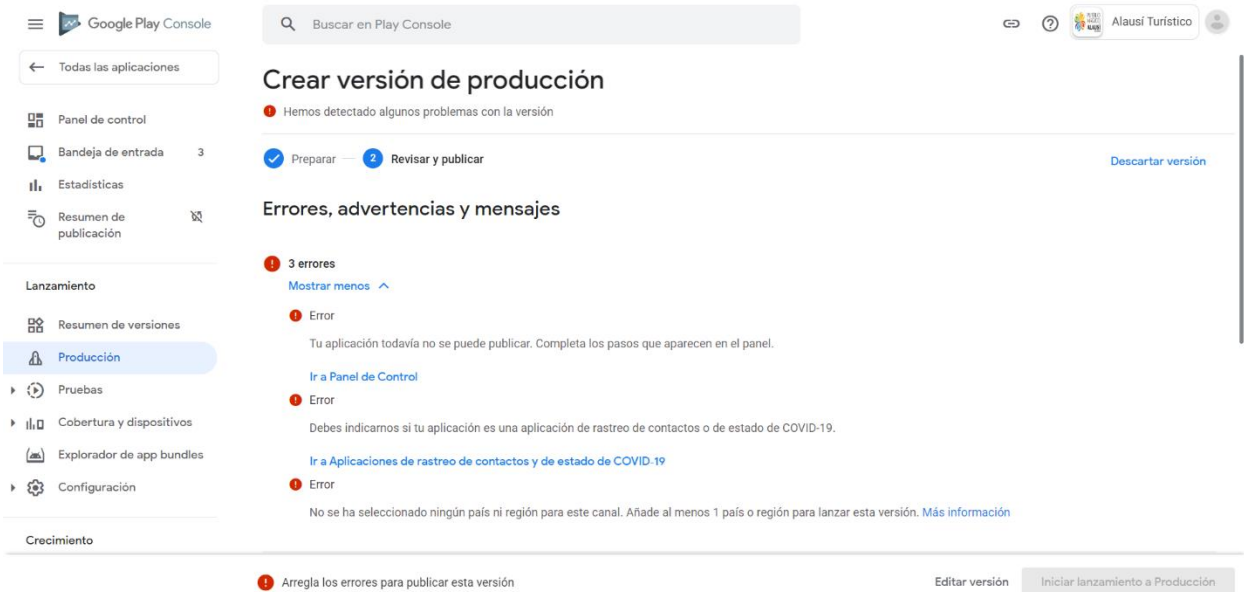 Google Play Console
Buscar en Play Console
Alausí Turístico
Todas las aplicaciones
Panel de control
Bandeja de entrada 3
Estadísticas
Resumen de
publicación
Lanzamiento
Resumen de versiones
Producción
Pruebas
Cobertura y dispositivos
Explorador de app bundles
Configuración
Crecimiento
Crear versión de producción
Hemos detectado algunos problemas con la versión
Preparar 2 Revisar y publicar
Descartar versión
Errores, advertencias y mensajes
3 errores
Mostrar menos
Error
Tu aplicación todavía no se puede publicar. Completa los pasos que aparecen en el panel.
Ir a Panel de Control
Error
Debes indicarnos si tu aplicación es una aplicación de rastreo de contactos o de estado de COVID-19.
Ir a Aplicaciones de rastreo de contactos y de estado de COVID-19
Error
No se ha seleccionado ningún país ni región para este canal. Añade al menos 1 país o región para lanzar esta versión. Más información
Arregla los errores para publicar esta versión
Editar versión
Iniciar lanzamiento a Producción